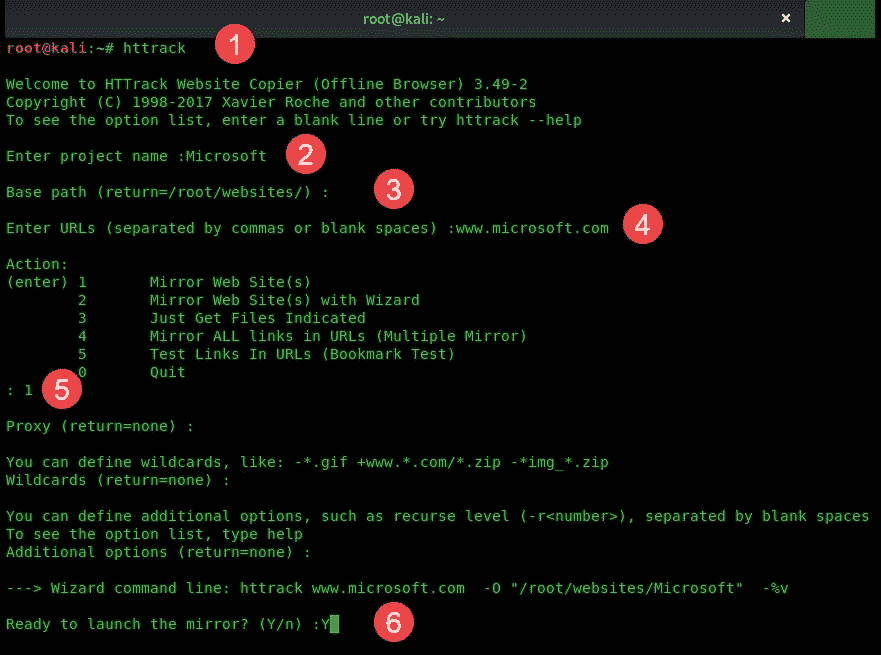 root@kali: ~ ×
root@kali:~# httrack 1
Welcome to HTTrack Website Copier (Offline Browser) 3.49-2
Copyright (C) 1998-2017 Xavier Roche and other contributors
To see the option list, enter a blank line or try httrack --help
Enter project name :Microsoft 2
Base path (return=/root/websites/) : 3
Enter URLs (separated by commas or blank spaces) :www.microsoft.com 4
Action:
(enter) 1 Mirror Web Site(s)
2 Mirror Web Site(s) with Wizard
3 Just Get Files Indicated
4 Mirror ALL links in URLs (Multiple Mirror)
5 Test Links In URLs (Bookmark Test)
0 Quit
: 1 5
Proxy (return=none) :
You can define wildcards, like: -*.gif +www.*.com/*.zip -*img_*.zip
Wildcards (return=none) :
You can define additional options, such as recurse level (-r<number>), separated by blank spaces
To see the option list, type help
Additional options (return=none) :
---> Wizard command line: httrack www.microsoft.com -O "/root/websites/Microsoft" -%v
Ready to launch the mirror? (Y/n) :Y 6